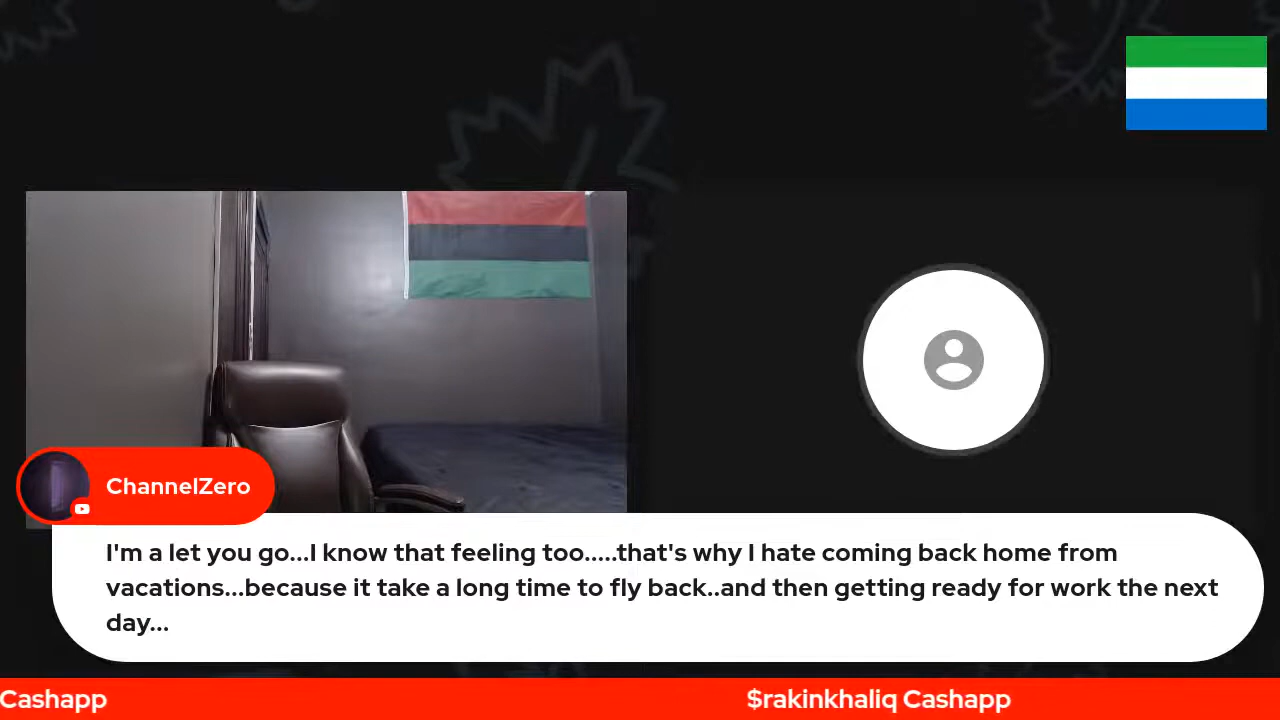 ChannelZero
I'm a let you go...I know that feeling too.....that's why I hate coming back home from
vacations...because it take a long time to fly back..and then getting ready for work the next
day...
Cashapp
$rakinkhaliq Cashapp